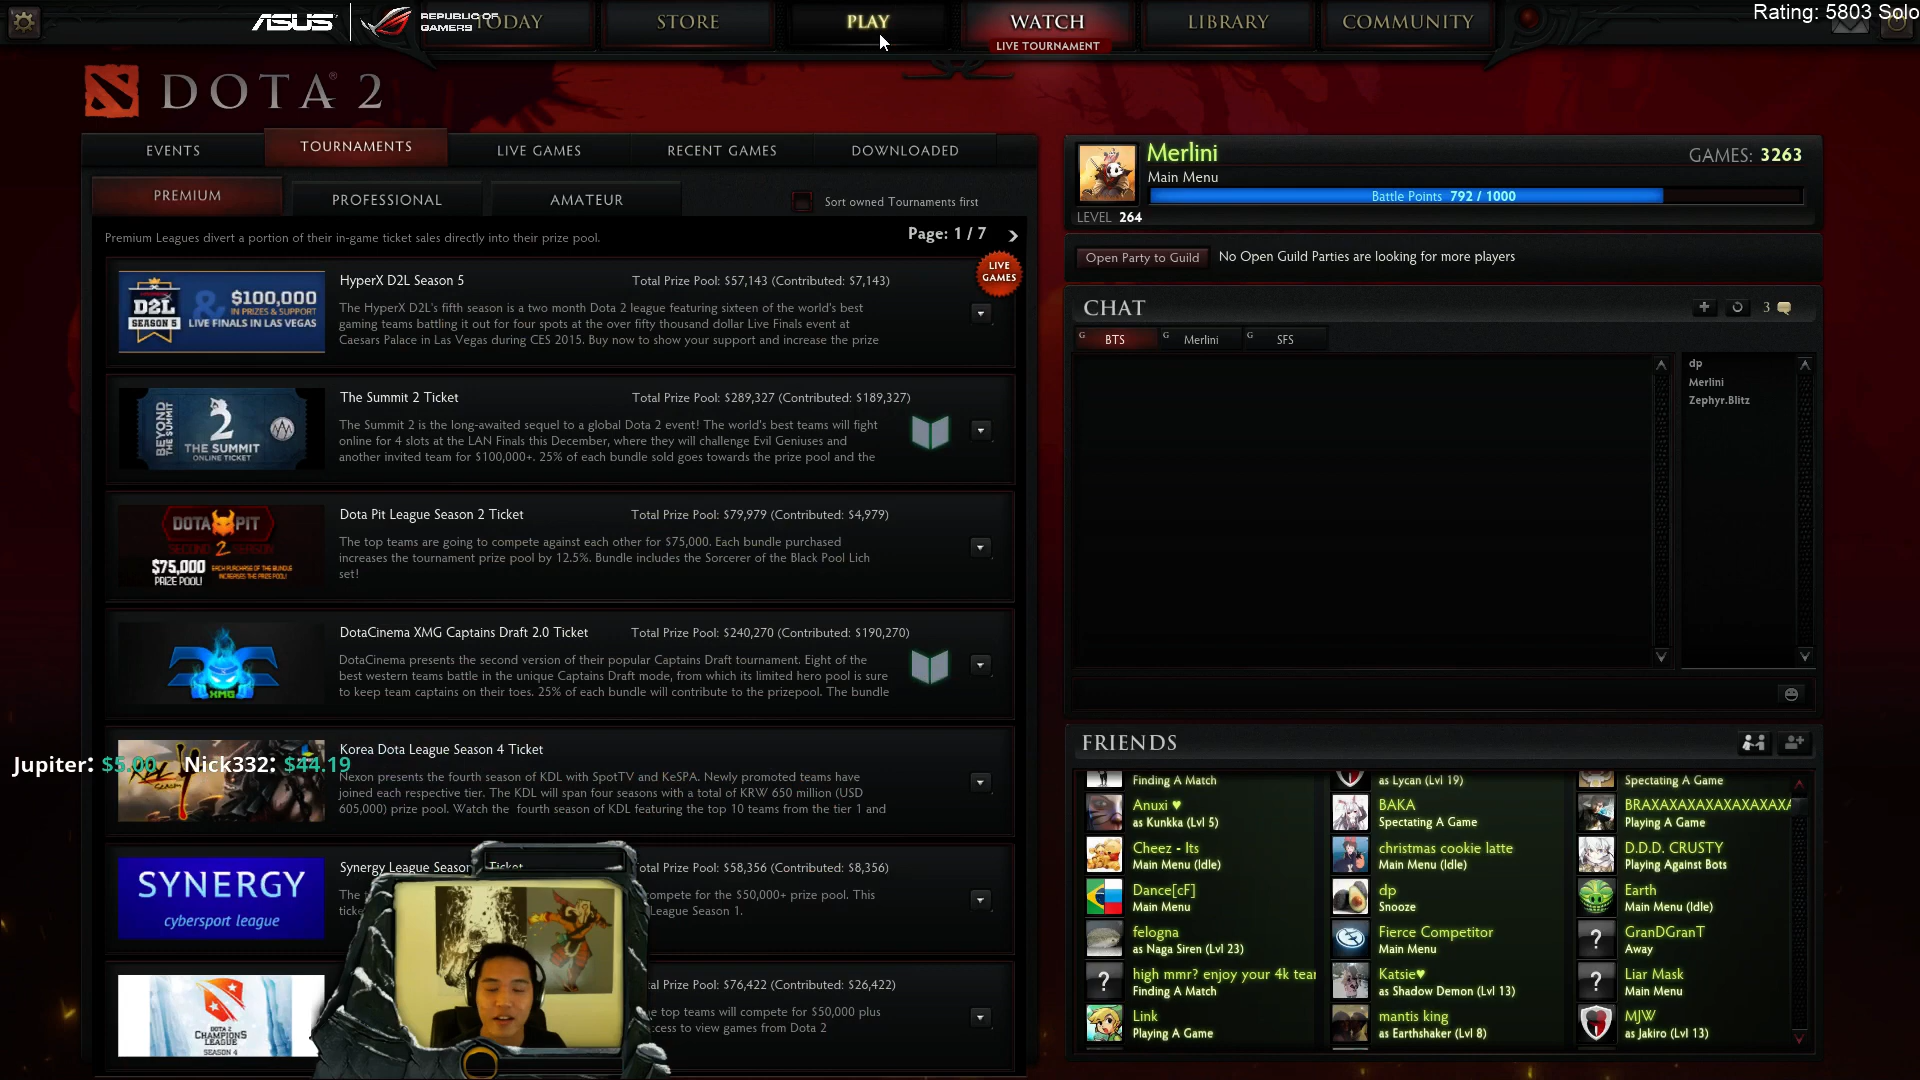 ASUS
REPUBLIC OF
GAMERS
TODAY
STORE
PLAY
WATCH
LIVE TOURNAMENT
LIBRARY
COMMUNITY
Rating: 5803 Solo
DOTA® 2
EVENTS
TOURNAMENTS
LIVE GAMES
RECENT GAMES
DOWNLOADED
PREMIUM
PROFESSIONAL
AMATEUR
Sort owned Tournaments first
Premium Leagues divert a portion of their in-game ticket sales directly into their prize pool.
Page: 1 / 7
LIVE
GAMES
D2L
SEASON 5
& $100,000
IN PRIZES & SUPPORT
LIVE FINALS IN LAS VEGAS
HyperX D2L Season 5
Total Prize Pool: $57,143 (Contributed: $7,143)
The HyperX D2L's fifth season is a two month Dota 2 league featuring sixteen of the world's best
gaming teams battling it out for four spots at the over fifty thousand dollar Live Finals event at
Caesars Palace in Las Vegas during CES 2015. Buy now to show your support and increase the prize
BEYOND
THE SUMMIT
2
THE SUMMIT
ONLINE TICKET
The Summit 2 Ticket
Total Prize Pool: $289,327 (Contributed: $189,327)
The Summit 2 is the long-awaited sequel to a global Dota 2 event! The world's best teams will fight
online for 4 slots at the LAN Finals this December, where they will challenge Evil Geniuses and
another invited team for $100,000+. 25% of each bundle sold goes towards the prize pool and the
DOTA PIT
SECOND 2 SEASON
$75,000
PRIZE POOL!
EACH PURCHASE OF THE BUNDLE
INCREASES THE PRIZE POOL!
Dota Pit League Season 2 Ticket
Total Prize Pool: $79,979 (Contributed: $4,979)
The top teams are going to compete against each other for $75,000. Each bundle purchased
increases the tournament prize pool by 12.5%. Bundle includes the Sorcerer of the Black Pool Lich
set!
XMG
DotaCinema XMG Captains Draft 2.0 Ticket
Total Prize Pool: $240,270 (Contributed: $190,270)
DotaCinema presents the second version of their popular Captains Draft tournament. Eight of the
best western teams battle in the unique Captains Draft mode, from which its limited hero pool is sure
to keep team captains on their toes. 25% of each bundle will contribute to the prizepool. The bundle
Jupiter: $5.00 Nick332: $44.19
Korea Dota League Season 4 Ticket
Nexon presents the fourth season of KDL with SpotTV and KeSPA. Newly promoted teams have
joined each respective tier. The KDL will span four seasons with a total of KRW 650 million (USD
605,000) prize pool. Watch the fourth season of KDL featuring the top 10 teams from the tier 1 and
SYNERGY
cybersport league
Synergy League Season Ticket
otal Prize Pool: $58,356 (Contributed: $8,356)
The t
ompete for the $50,000+ prize pool. This
ticke
League Season 1.
DOTA 2
CHAMPIONS
LEAGUE
SEASON 4
al Prize Pool: $76,422 (Contributed: $26,422)
e top teams will compete for $50,000 plus
ccess to view games from Dota 2
Merlini
Main Menu
GAMES: 3263
Battle Points 792 / 1000
LEVEL 264
Open Party to Guild
No Open Guild Parties are looking for more players
CHAT
3
G BTS
G Merlini
G SFS
dp
Merlini
Zephyr.Blitz
FRIENDS
Finding A Match
as Lycan (Lvl 19)
Spectating A Game
Anuxi ♥
as Kunkka (Lvl 5)
BAKA
Spectating A Game
BRAXAXAXAXAXAXAXAXA
Playing A Game
Cheez - Its
Main Menu (Idle)
christmas cookie latte
Main Menu (Idle)
D.D.D. CRUSTY
Playing Against Bots
Dance[cF]
Main Menu
dp
Snooze
Earth
Main Menu (Idle)
felogna
as Naga Siren (Lvl 23)
Fierce Competitor
Main Menu
GranDGranT
Away
high mmr? enjoy your 4k tear
Finding A Match
Katsie♥
as Shadow Demon (Lvl 13)
Liar Mask
Main Menu
Link
Playing A Game
mantis king
as Earthshaker (Lvl 8)
MJW
as Jakiro (Lvl 13)